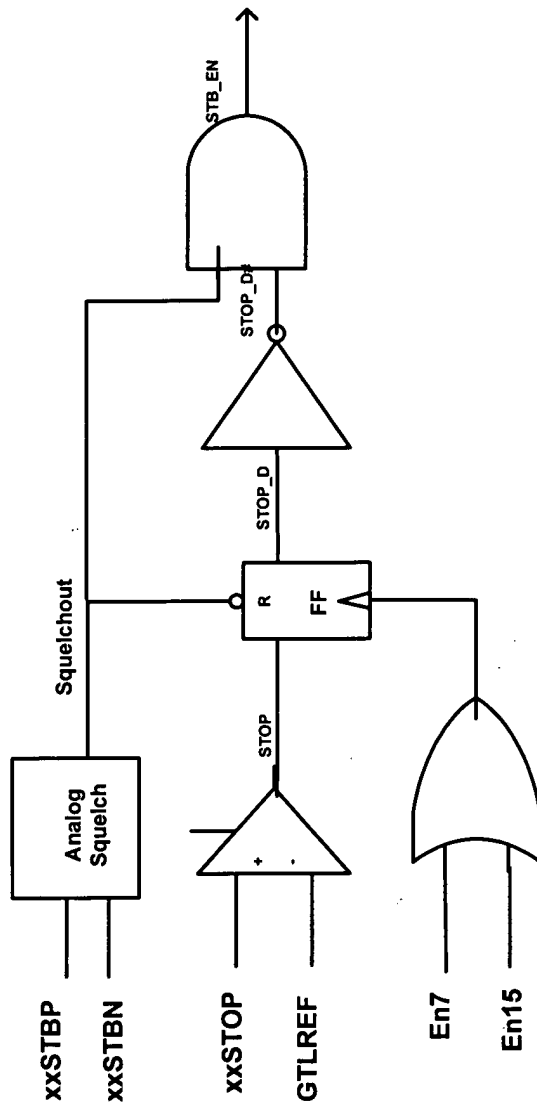 xxSTBP
xxSTBN
Analog
Squelch
Squelchout
xxSTOP
GTLREF
+
-
STOP
R
FF
STOP_D
STOP_D#
STB_EN
En7
En15